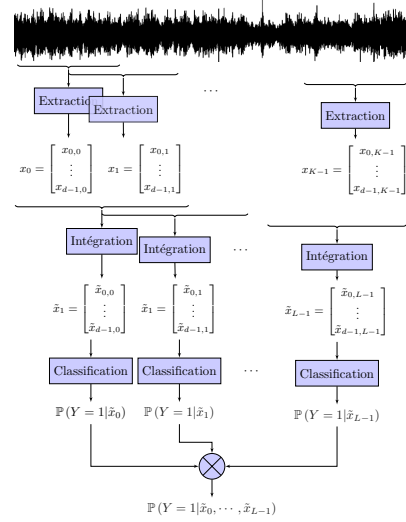 ...
Extraction
Extraction
Extraction
x_0 = [x_{0,0} ⋮ x_{d−1,0}] x_1 = [x_{0,1} ⋮ x_{d−1,1}] x_{K−1} = [x_{0,K−1} ⋮ x_{d−1,K−1}]
Intégration
Intégration ... Intégration
x̃_1 = [x̃_{0,0} ⋮ x̃_{d−1,0}] x̃_1 = [x̃_{0,1} ⋮ x̃_{d−1,1}] x̃_{L−1} = [x̃_{0,L−1} ⋮ x̃_{d−1,L−1}]
Classification Classification ... Classification
ℙ(Y = 1|x̃_0) ℙ(Y = 1|x̃_1) ℙ(Y = 1|x̃_{L−1})
ℙ(Y = 1|x̃_0, ⋯, x̃_{L−1})